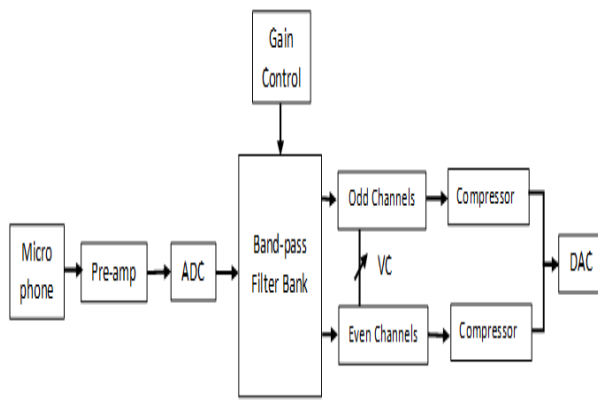 Gain
Control
Micro
phone
Pre-amp
ADC
Band-pass
Filter Bank
Odd Channels
Compressor
VC
DAC
Even Channels
Compressor